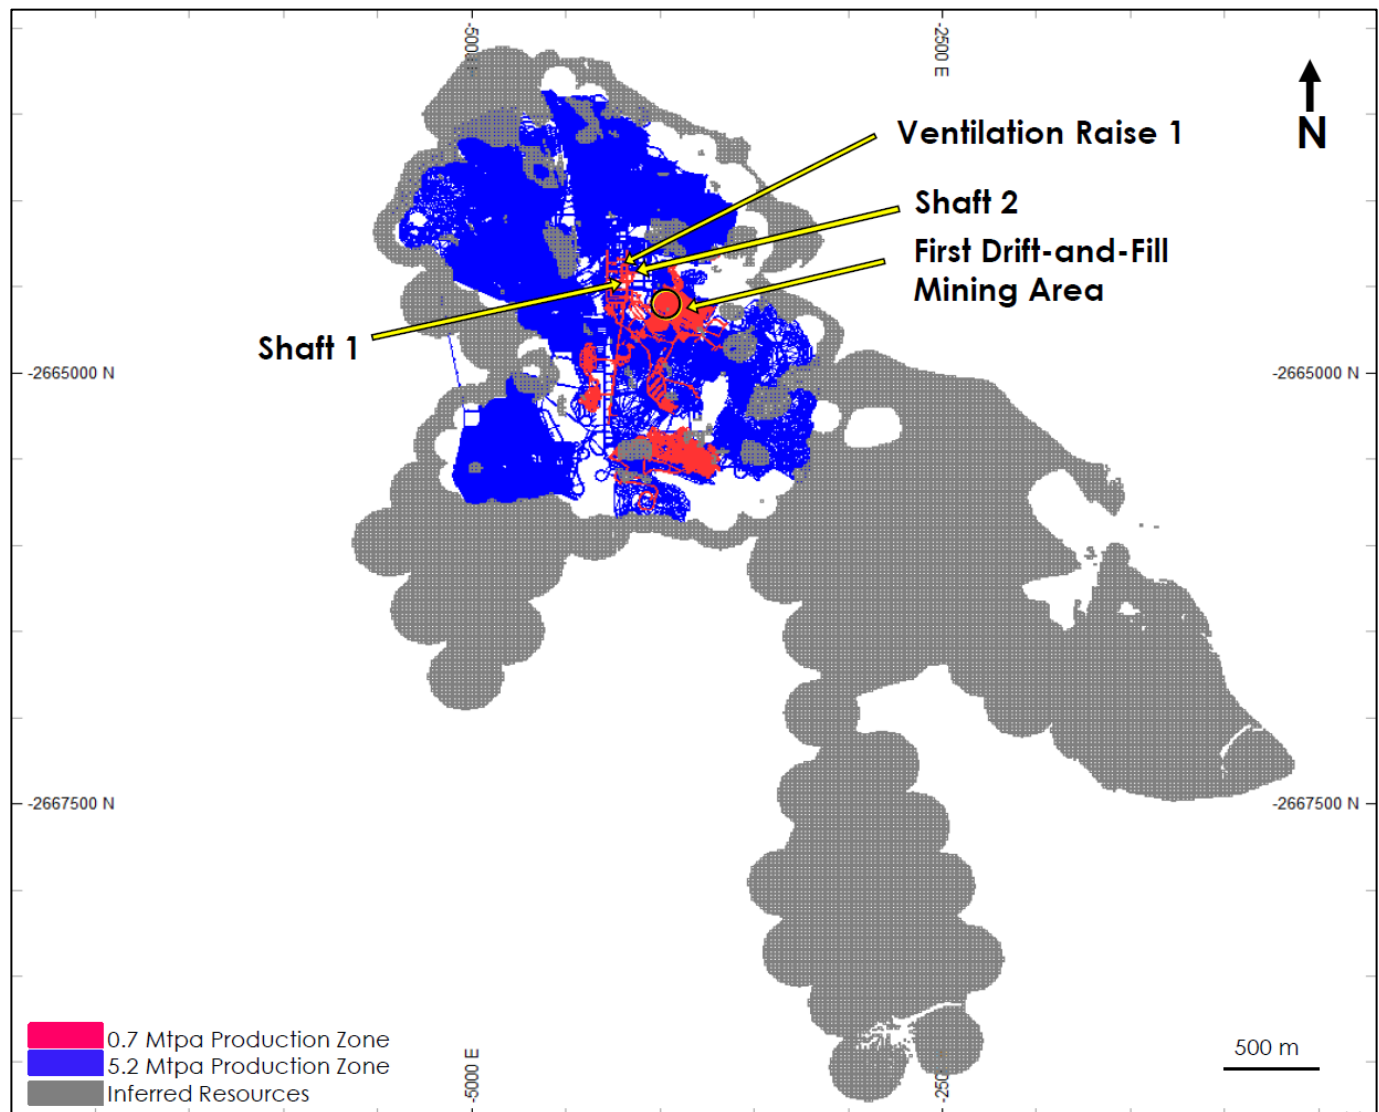 -5000 E
-2500 E
N
Ventilation Raise 1
Shaft 2
First Drift-and-Fill
Mining Area
Shaft 1
-2665000 N
-2665000 N
-2667500 N
-2667500 N
0.7 Mtpa Production Zone
5.2 Mtpa Production Zone
Inferred Resources
-5000 E
500 m